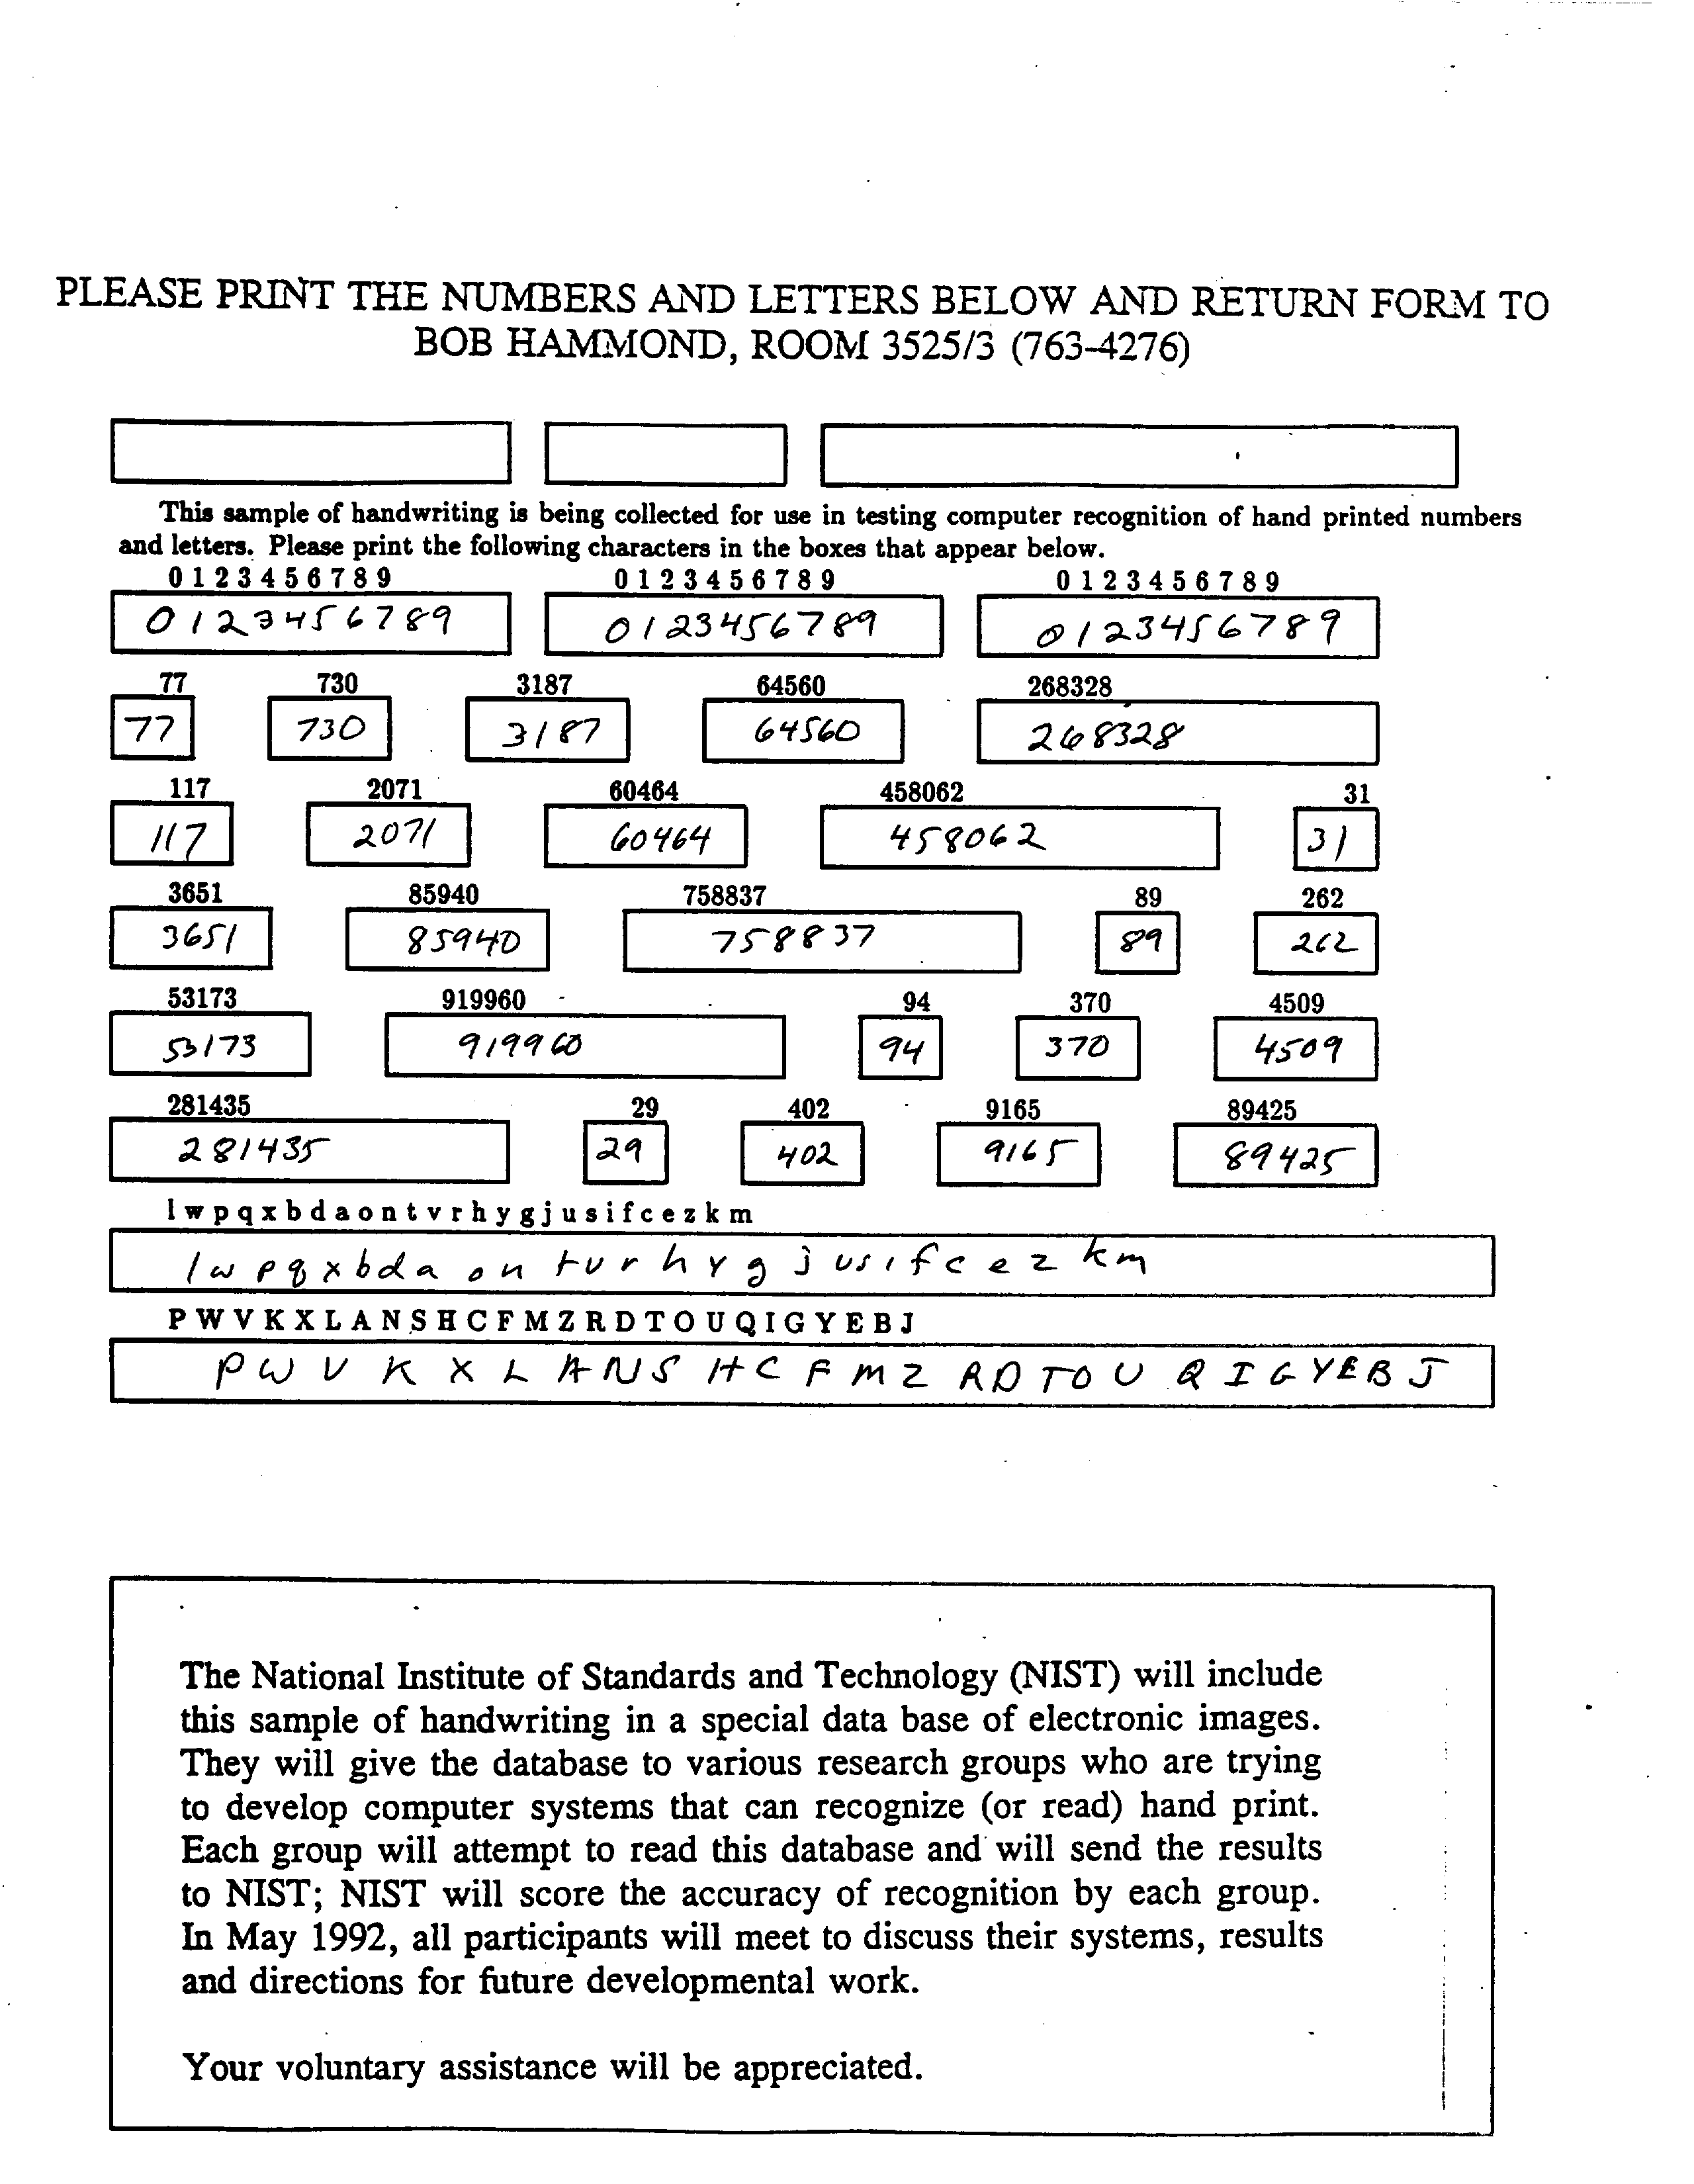 PLEASE PRINT THE NUMBERS AND LETTERS BELOW AND RETURN FORM TO
BOB HAMMOND, ROOM 3525/3 (763-4276)
This sample of handwriting is being collected for use in testing computer recognition of hand printed numbers
and letters. Please print the following characters in the boxes that appear below.
0 1 2 3 4 5 6 7 8 9 0 1 2 3 4 5 6 7 8 9 0 1 2 3 4 5 6 7 8 9
0123456789 0123456789 0123456789
77 730 3187 64560 268328
77 730 3187 64560 268328
117 2071 60464 458062 31
117 2071 60464 458062 31
3651 85940 758837 89 262
3651 85940 758837 89 262
53173 919960 94 370 4509
53173 919960 94 370 4509
281435 29 402 9165 89425
281435 29 402 9165 89425
l w p q x b d a o n t v r h y g j u s i f c e z k m
l w p q x b d a o n t v r h y g j u s i f c e z k m
P W V K X L A N S H C F M Z R D T O U Q I G Y E B J
P W V K X L A N S H C F M Z R D T O U Q I G Y E B J
The National Institute of Standards and Technology (NIST) will include
this sample of handwriting in a special data base of electronic images.
They will give the database to various research groups who are trying
to develop computer systems that can recognize (or read) hand print.
Each group will attempt to read this database and will send the results
to NIST; NIST will score the accuracy of recognition by each group.
In May 1992, all participants will meet to discuss their systems, results
and directions for future developmental work.
Your voluntary assistance will be appreciated.